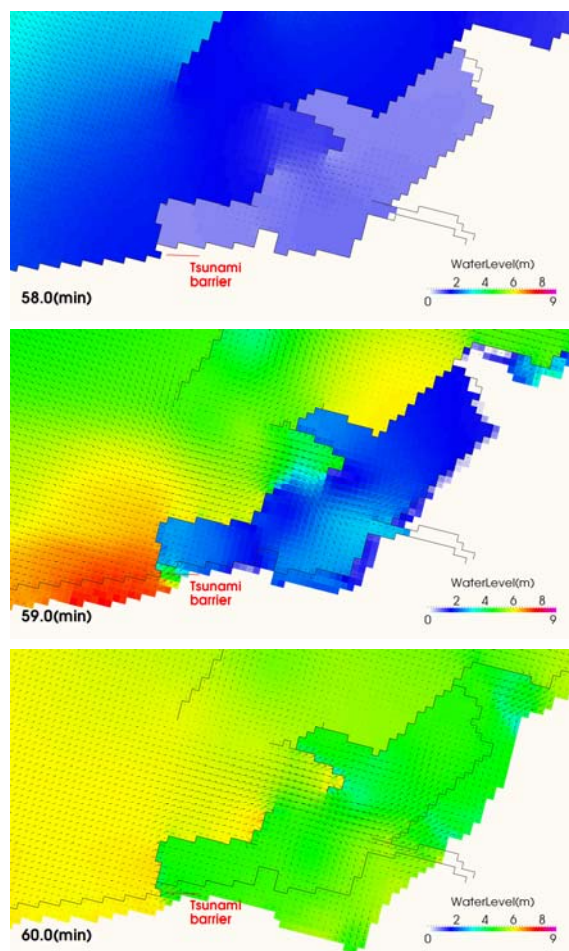 Tsunami
barrier
WaterLevel(m)
0 2 4 6 8 9
58.0(min)
Tsunami
barrier
WaterLevel(m)
0 2 4 6 8 9
59.0(min)
Tsunami
barrier
WaterLevel(m)
0 2 4 6 8 9
60.0(min)